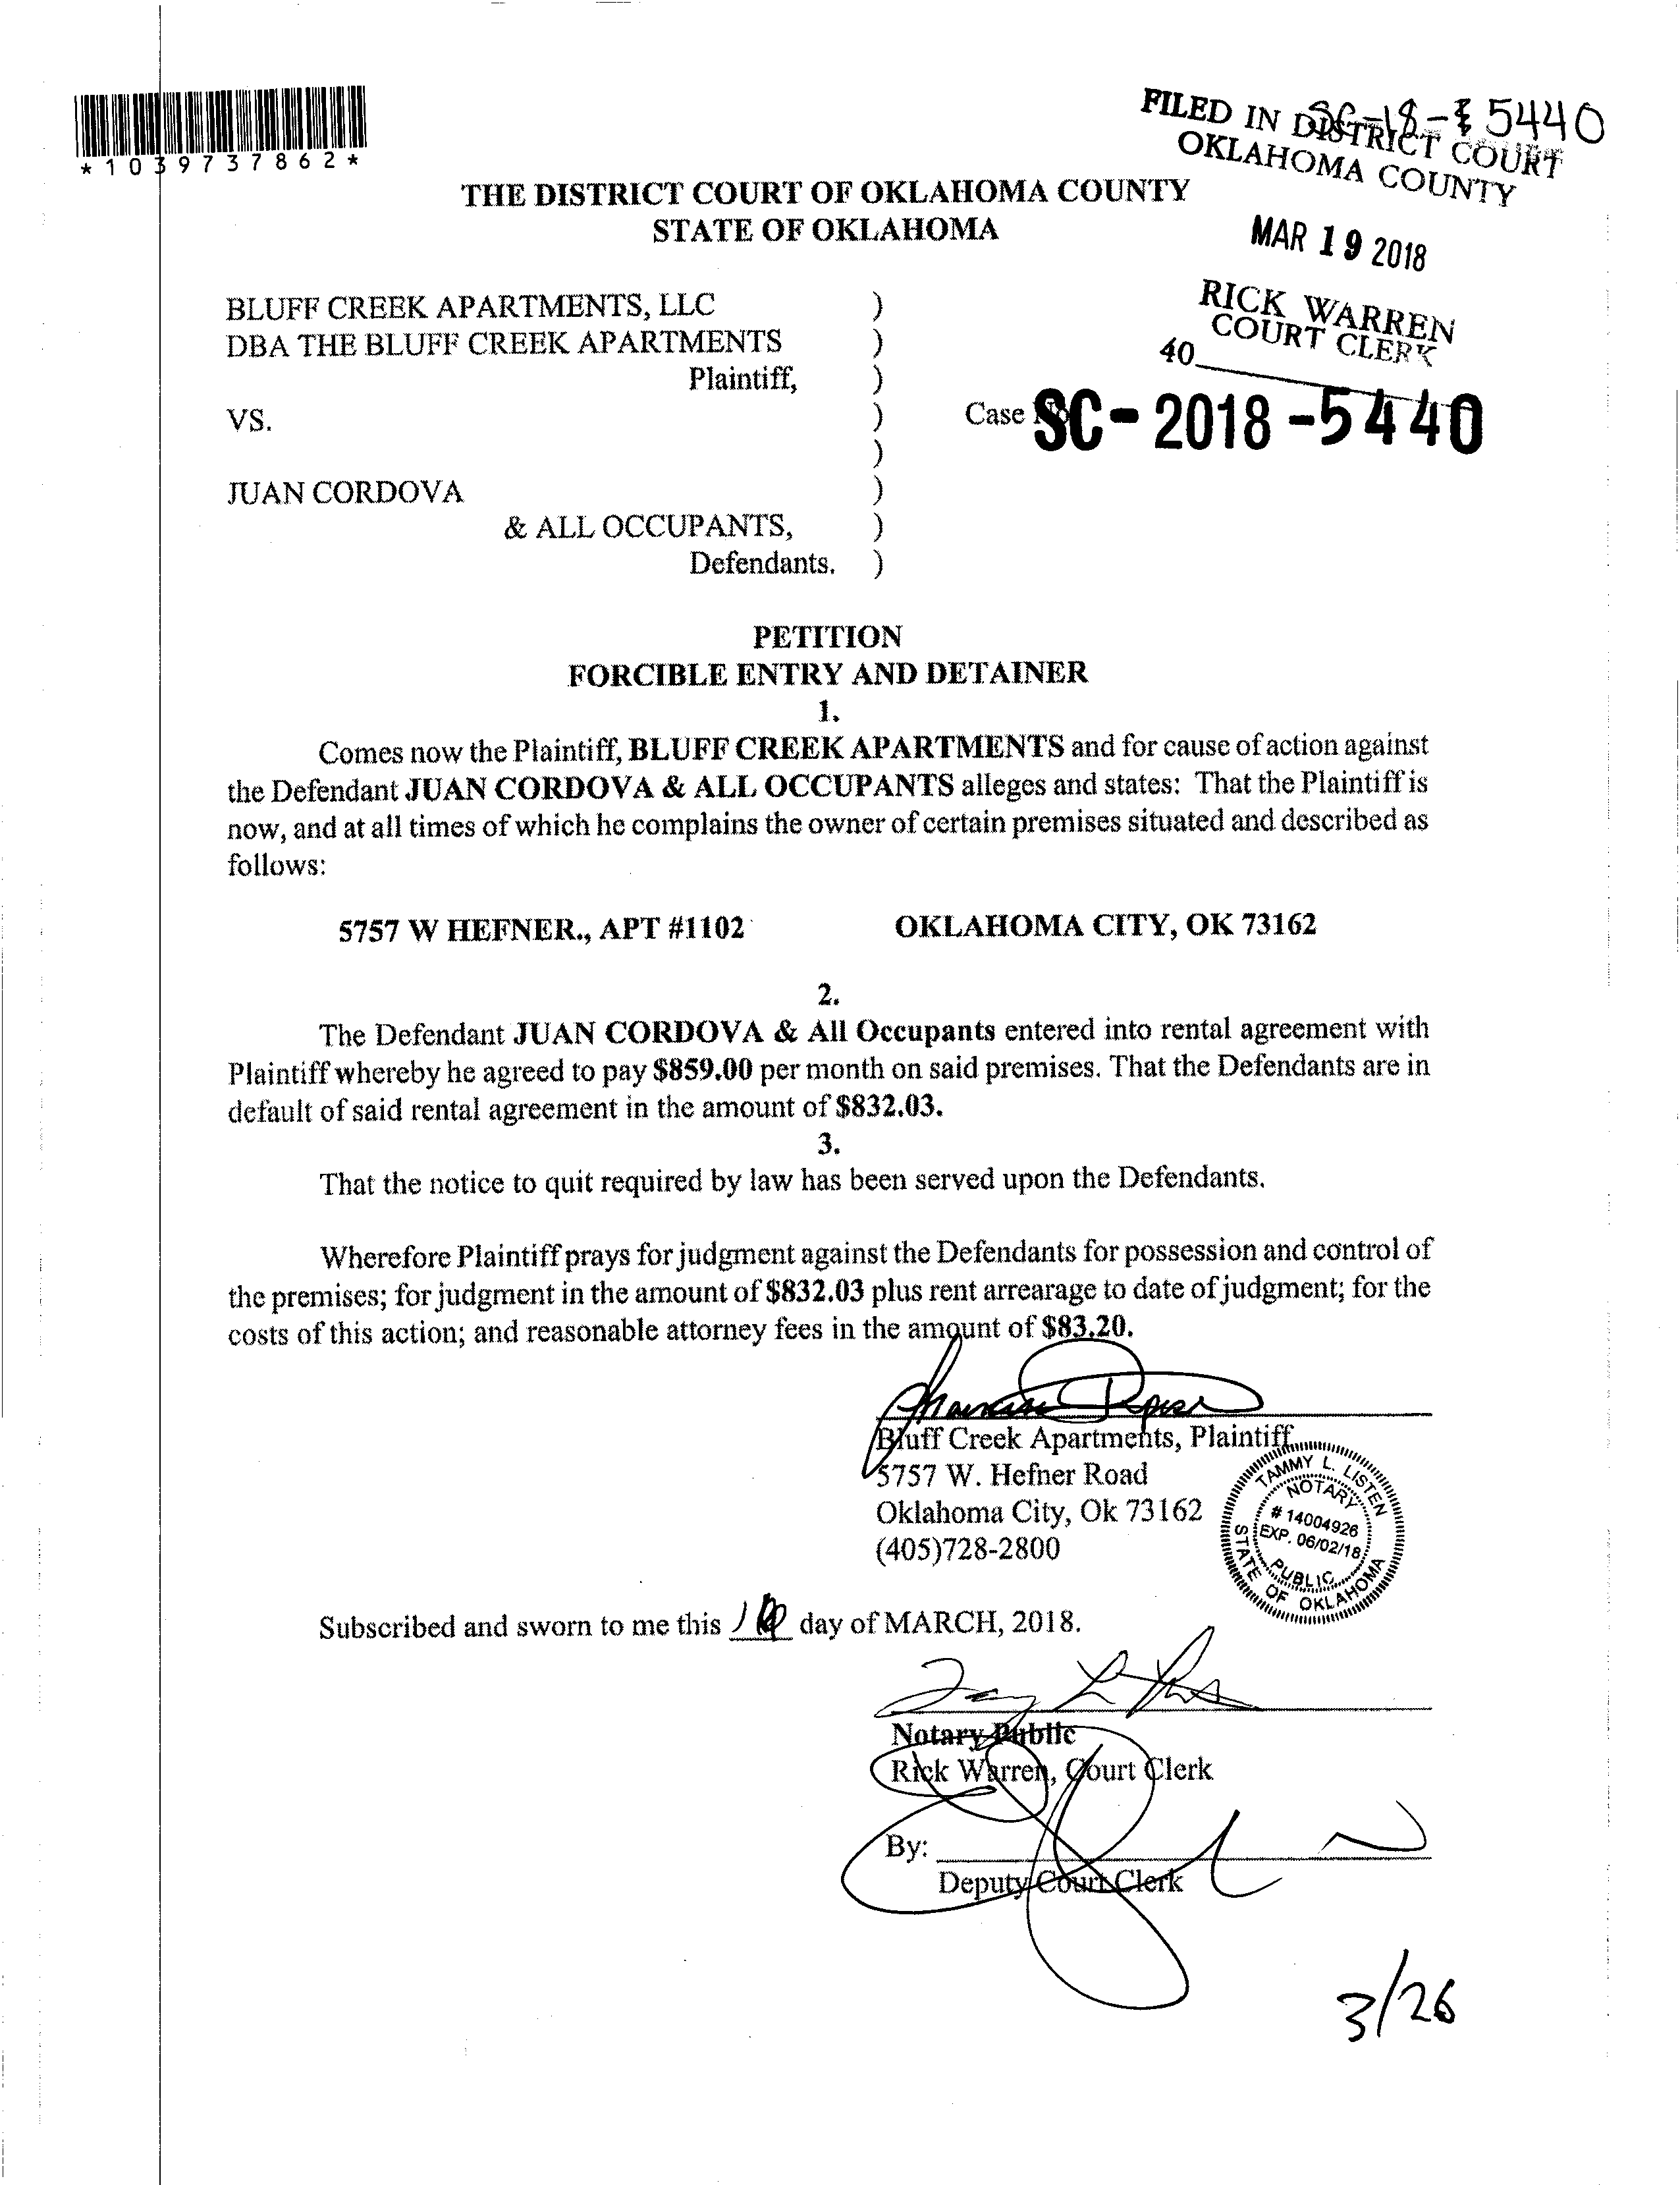 *1039737862*
SC-18-5440
FILED IN DISTRICT COURT
OKLAHOMA COUNTY
MAR 19 2018
RICK WARREN
COURT CLERK
40
THE DISTRICT COURT OF OKLAHOMA COUNTY
STATE OF OKLAHOMA
BLUFF CREEK APARTMENTS, LLC )
DBA THE BLUFF CREEK APARTMENTS )
Plaintiff, )
VS. ) Case No. SC-2018-5440
)
JUAN CORDOVA )
& ALL OCCUPANTS, )
Defendants. )
PETITION
FORCIBLE ENTRY AND DETAINER
1.
Comes now the Plaintiff, BLUFF CREEK APARTMENTS and for cause of action against
the Defendant JUAN CORDOVA & ALL OCCUPANTS alleges and states: That the Plaintiff is
now, and at all times of which he complains the owner of certain premises situated and described as
follows:
5757 W HEFNER., APT #1102 OKLAHOMA CITY, OK 73162
2.
The Defendant JUAN CORDOVA & All Occupants entered into rental agreement with
Plaintiff whereby he agreed to pay $859.00 per month on said premises. That the Defendants are in
default of said rental agreement in the amount of $832.03.
3.
That the notice to quit required by law has been served upon the Defendants.
Wherefore Plaintiff prays for judgment against the Defendants for possession and control of
the premises; for judgment in the amount of $832.03 plus rent arrearage to date of judgment; for the
costs of this action; and reasonable attorney fees in the amount of $83.20.
Bluff Creek Apartments, Plaintiff
5757 W. Hefner Road
Oklahoma City, Ok 73162
(405)728-2800
TAMMY L. LISTEN
NOTARY
# 14004926
EXP. 06/02/18
PUBLIC
STATE OF OKLAHOMA
Subscribed and sworn to me this day of MARCH, 2018.
Notary Public
Rick Warren, Court Clerk
By:
Deputy Court Clerk
3/26